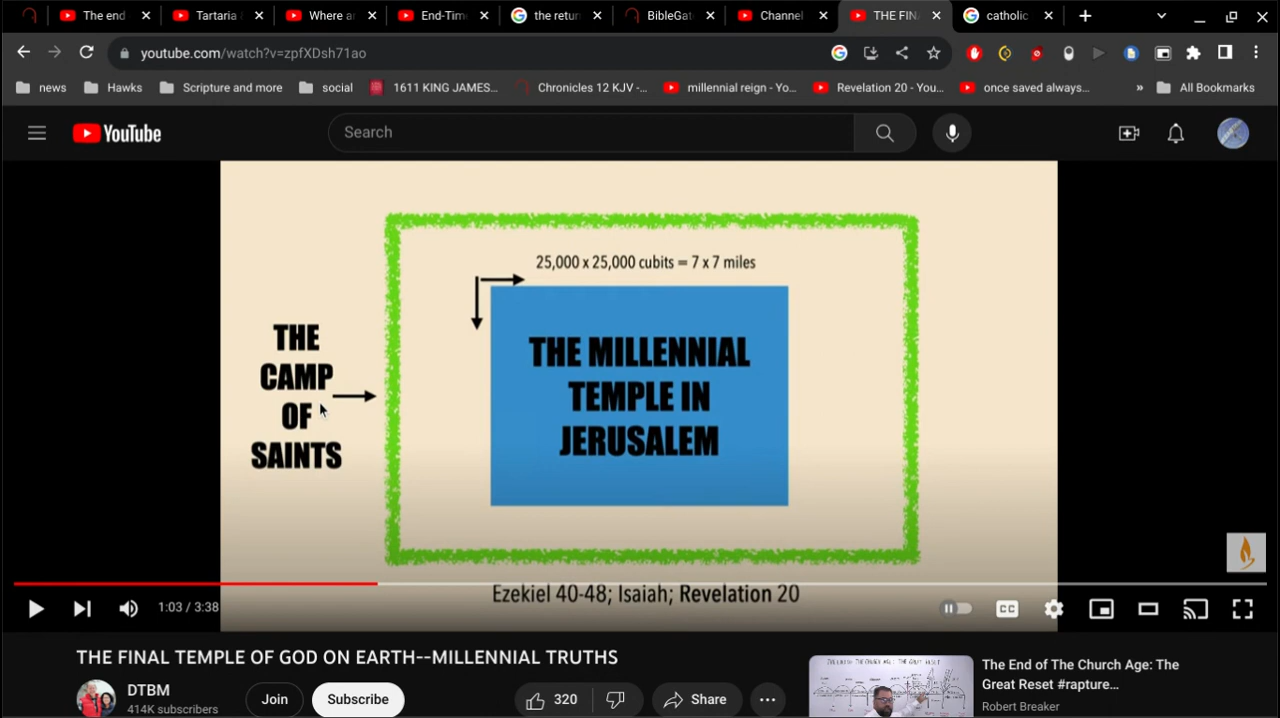 The end
Tartaria
Where a
End-Tim
the retur
BibleGat
Channel
THE FIN
catholic
youtube.com/watch?v=zpfXDsh71ao
news
Hawks
Scripture and more
social
1611 KING JAMES...
Chronicles 12 KJV -...
millennial reign - Yo...
Revelation 20 - You...
once saved always...
»
All Bookmarks
YouTube
Search
25,000 x 25,000 cubits = 7 x 7 miles
THE
CAMP
OF
SAINTS
THE MILLENNIAL
TEMPLE IN
JERUSALEM
Ezekiel 40-48; Isaiah; Revelation 20
1:03 / 3:38
CC
THE FINAL TEMPLE OF GOD ON EARTH--MILLENNIAL TRUTHS
DTBM
414K subscribers
Join
Subscribe
320
Share
The End of The Church Age: The
Great Reset #rapture...
Robert Breaker